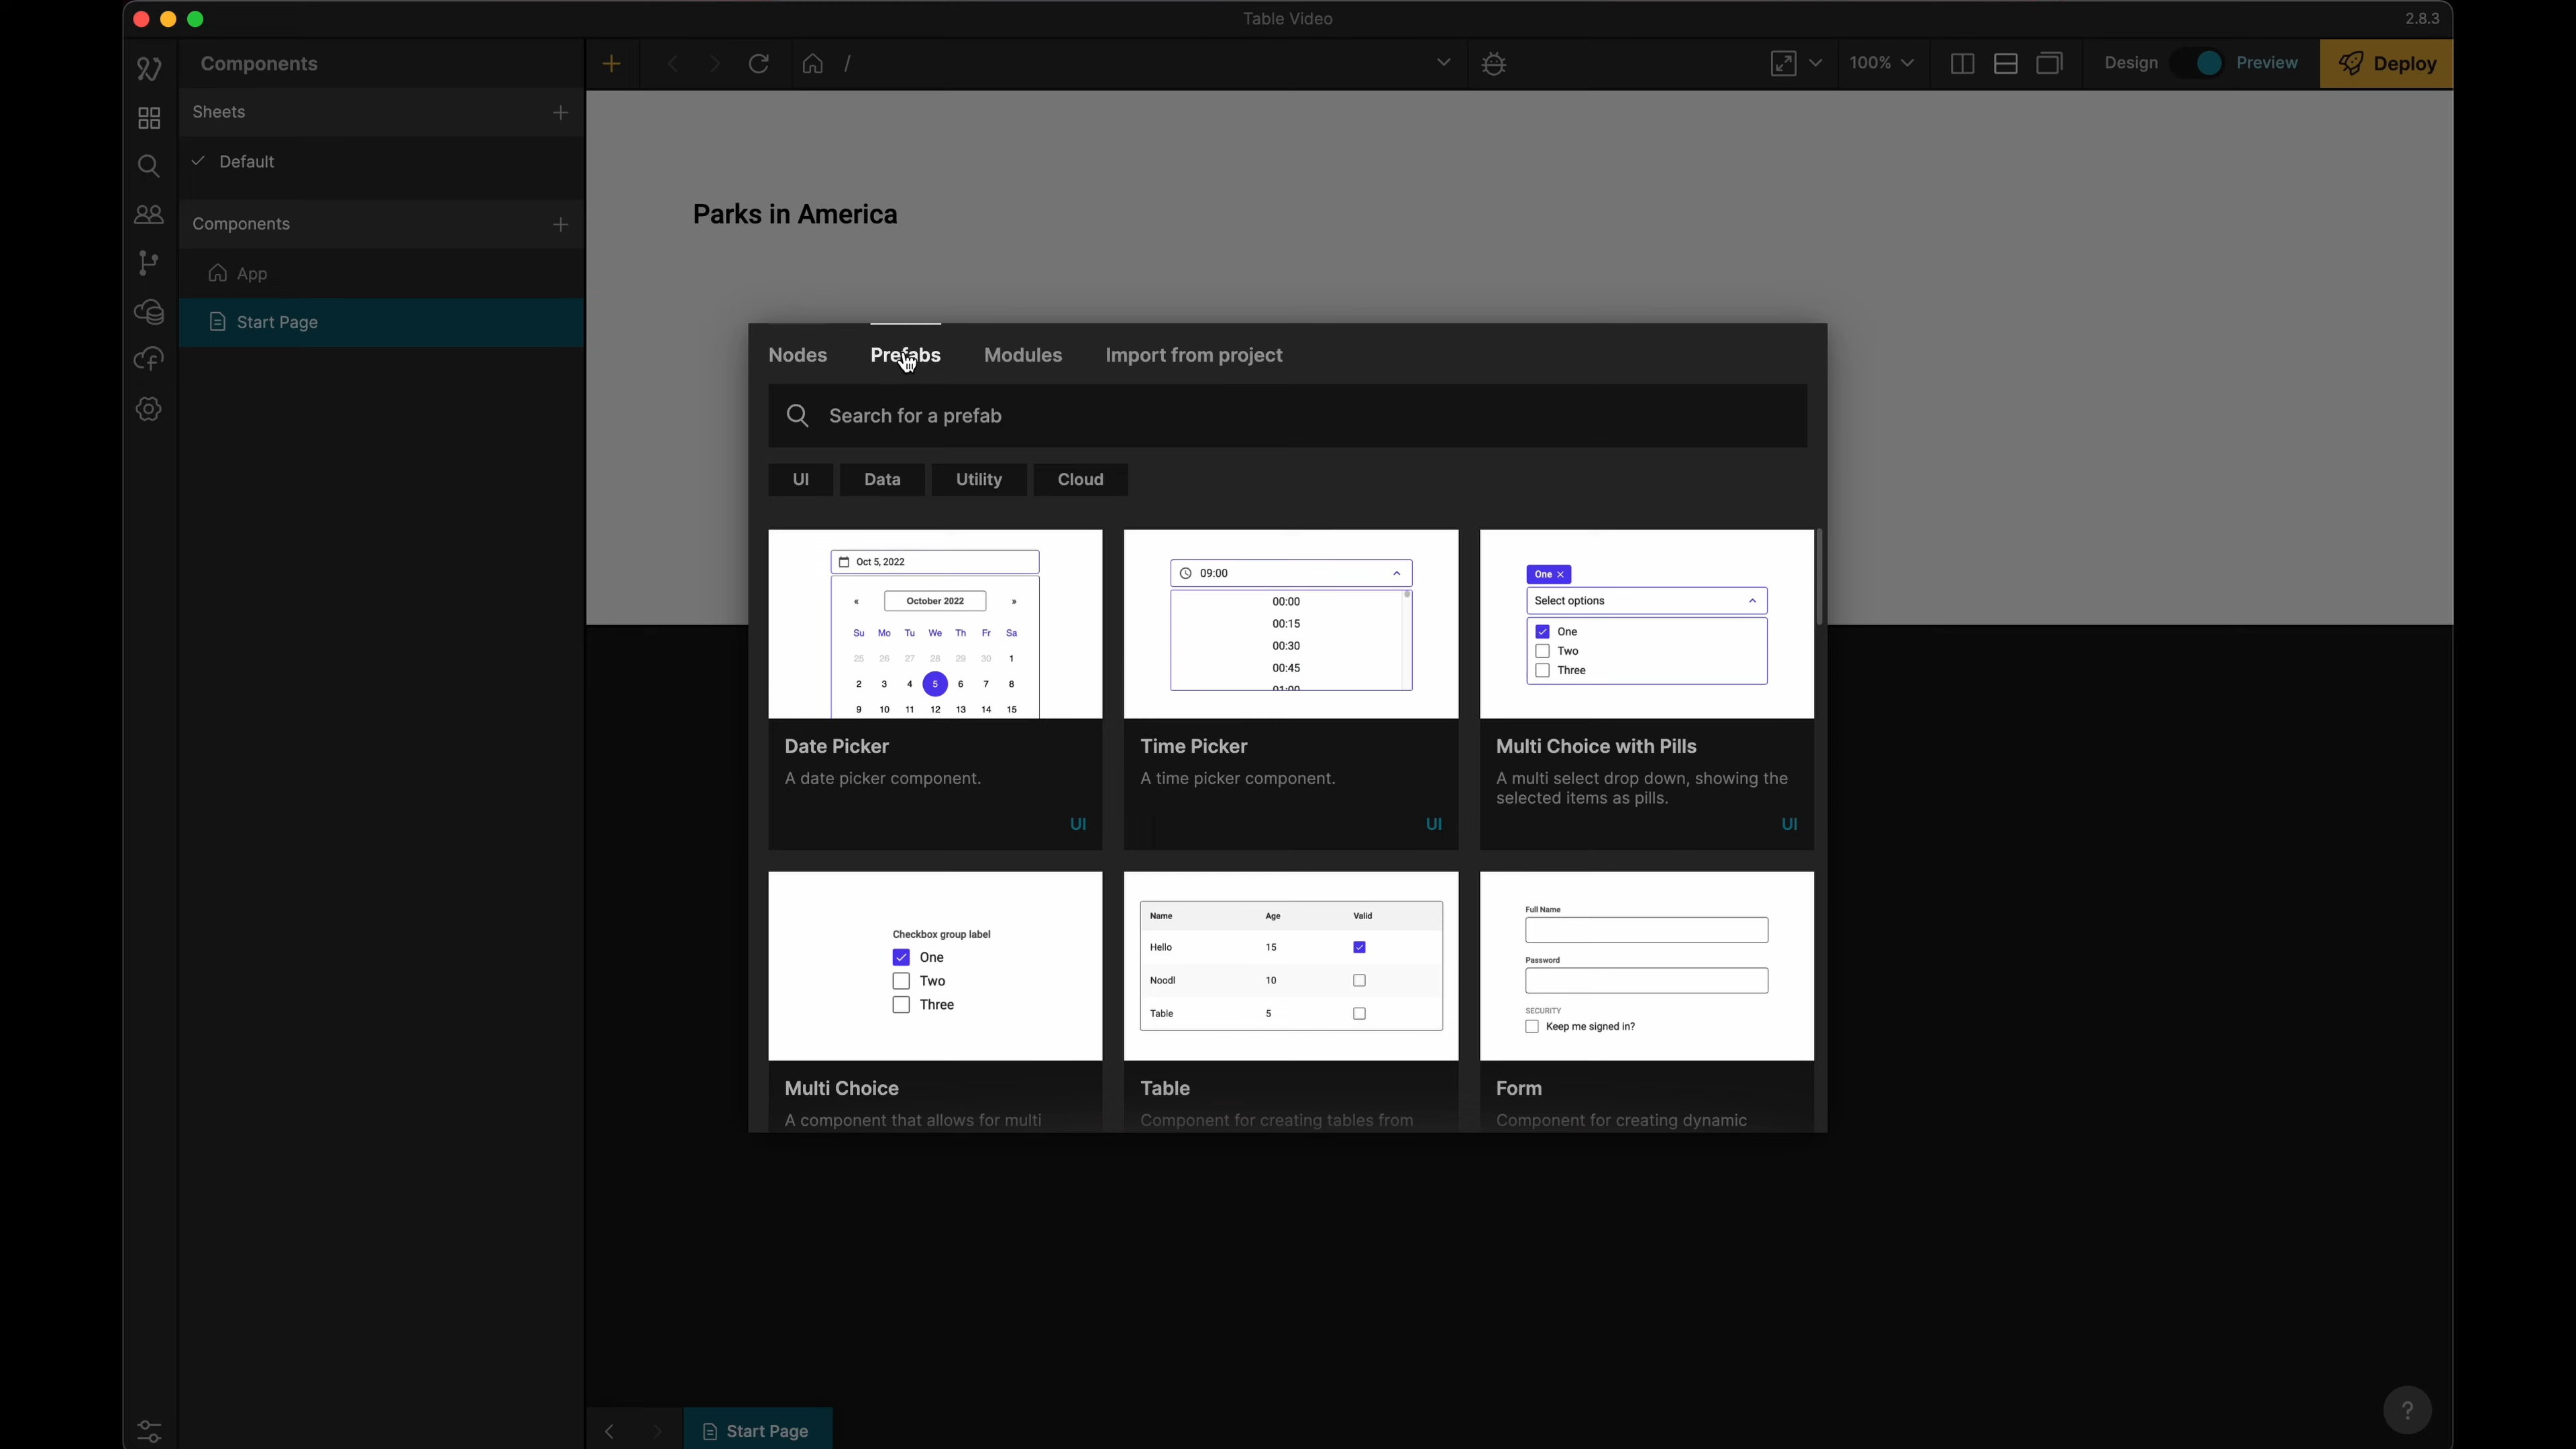 Table Video
2.8.3
Components
/
100%
Design
Preview
Deploy
Sheets
Default
Components
App
Start Page
Parks in America
Nodes
Prefabs
Modules
Import from project
Search for a prefab
UI
Data
Utility
Cloud
Oct 5, 2022
« October 2022 »
Su Mo Tu We Th Fr Sa
25 26 27 28 29 30 1
2 3 4 5 6 7 8
9 10 11 12 13 14 15
Date Picker
A date picker component.
UI
09:00
00:00
00:15
00:30
00:45
01:00
Time Picker
A time picker component.
UI
One ×
Select options
One
Two
Three
Multi Choice with Pills
A multi select drop down, showing the
selected items as pills.
UI
Checkbox group label
One
Two
Three
Multi Choice
A component that allows for multi
Name Age Valid
Hello 15
Noodl 10
Table 5
Table
Component for creating tables from
Full Name
Password
SECURITY
Keep me signed in?
Form
Component for creating dynamic
Start Page
?